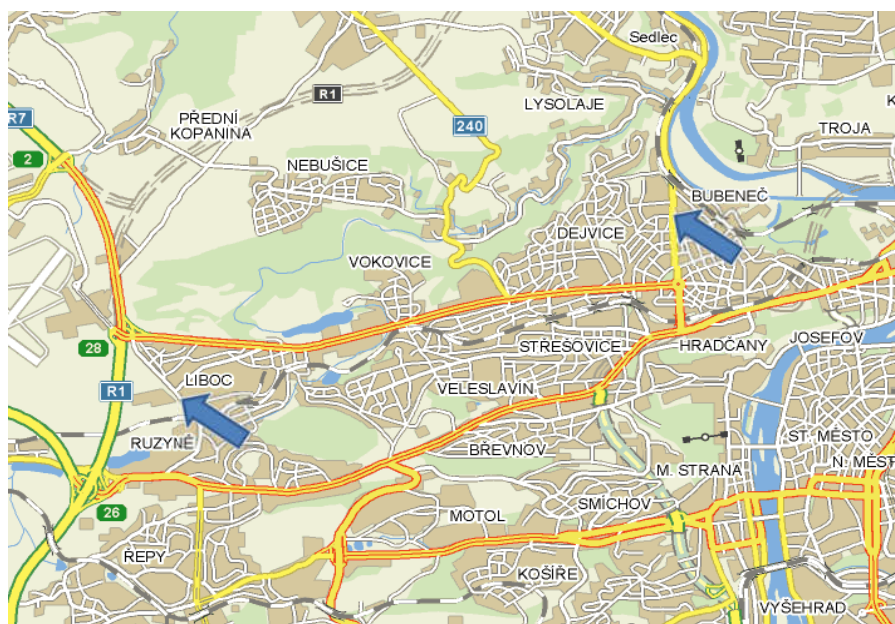 Sedlec
LYSOLAJE
R1
R7
PŘEDNÍ
KOPANINA
240
TROJA
2
NEBUŠICE
BUBENEČ
DEJVICE
VOKOVICE
28
STŘEŠOVICE
HRADČANY
JOSEFOV
LIBOC
R1
VELESLAVÍN
RUZYNĚ
BŘEVNOV
ST. MĚSTO
N. MĚST
M. STRANA
26
MOTOL
SMÍCHOV
ŘEPY
KOŠÍŘE
VYŠEHRAD